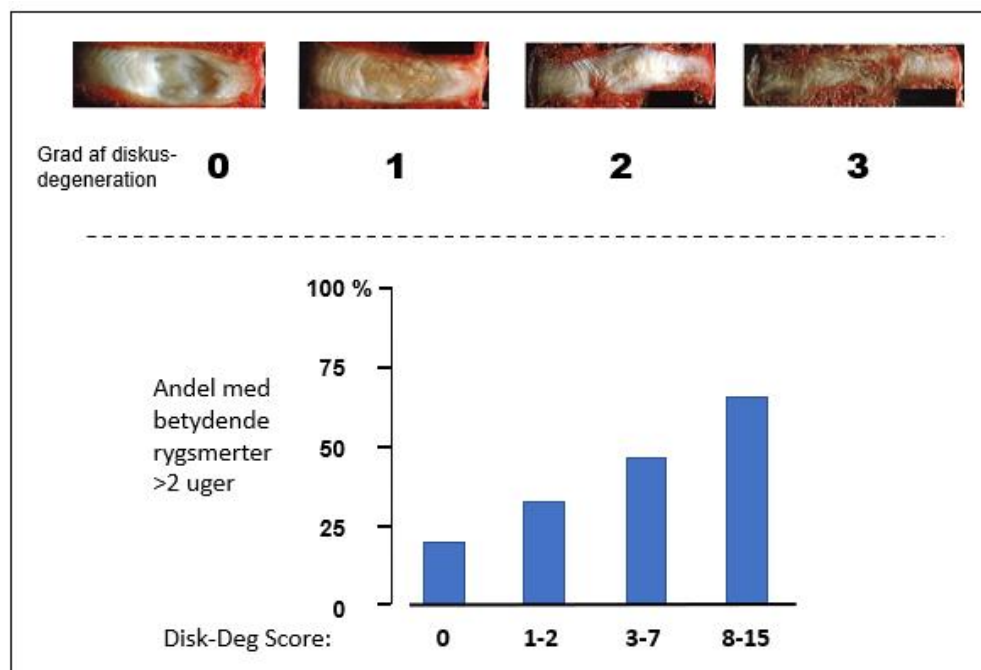 Grad af diskus-
degeneration
0 1 2 3
100 %
75
50
25
0
Andel med
betydende
rygsmerter
>2 uger
Disk-Deg Score: 0 1-2 3-7 8-15